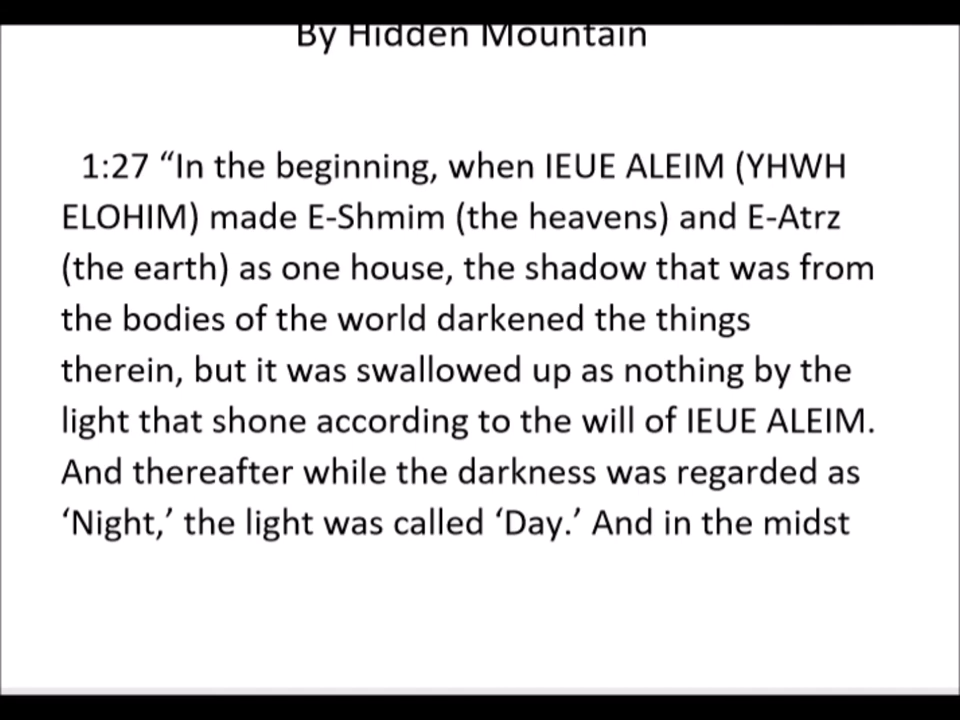 By Hidden Mountain
1:27 “In the beginning, when IEUE ALEIM (YHWH
ELOHIM) made E-Shmim (the heavens) and E-Atrz
(the earth) as one house, the shadow that was from
the bodies of the world darkened the things
therein, but it was swallowed up as nothing by the
light that shone according to the will of IEUE ALEIM.
And thereafter while the darkness was regarded as
‘Night,’ the light was called ‘Day.’ And in the midst